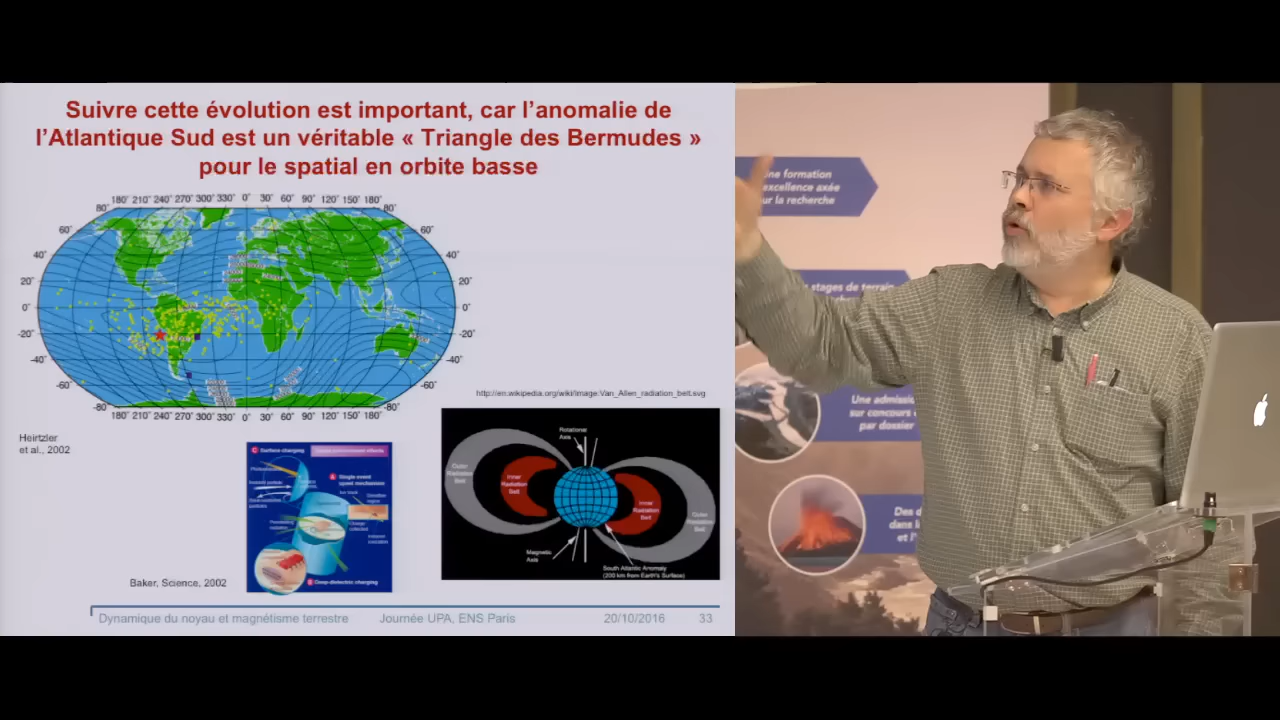 Suivre cette évolution est important, car l'anomalie de
l'Atlantique Sud est un véritable « Triangle des Bermudes »
pour le spatial en orbite basse
180˚ 210˚ 240˚ 270˚ 300˚ 330˚ 0˚ 30˚ 60˚ 90˚ 120˚ 150˚ 180˚
80˚ 80˚
60˚ 60˚
40˚ 40˚
20˚ 20˚
0˚ 0˚
-20˚ -20˚
-40˚ -40˚
-60˚ -60˚
-80˚ -80˚
180˚ 210˚ 240˚ 270˚ 300˚ 330˚ 0˚ 30˚ 60˚ 90˚ 120˚ 150˚ 180˚
Heirtzler
et al., 2002
http://en.wikipedia.org/wiki/Image:Van_Allen_radiation_belt.svg
C Surface charging
A Single event
upset mechanism
B Deep-dielectric charging
Baker, Science, 2002
Rotational
Axis
Outer
Radiation
Belt
Inner
Radiation
Belt
Inner
Radiation
Belt
Outer
Radiation
Belt
Magnetic
Axis
South Atlantic Anomaly
(200 km from Earth's Surface)
Dynamique du noyau et magnétisme terrestre Journée UPA, ENS Paris 20/10/2016 33
ne formation
excellence axée
ur la recherche
stages de terrain
Une admissi
sur concours
par dossier
Des d
dans l
et l'